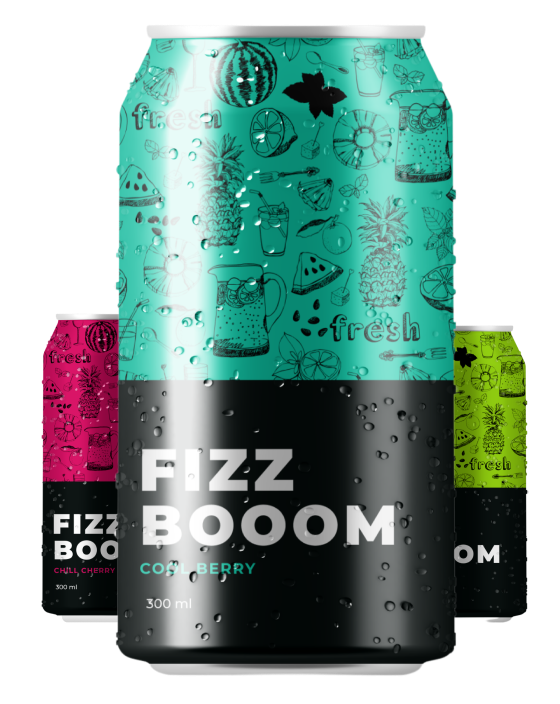 fresh
fresh
FIZZ
BOOOM
COOL BERRY
300 ml
fresh
FIZZ
BOO
CHILL CHERRY
300 ml
fresh
OM